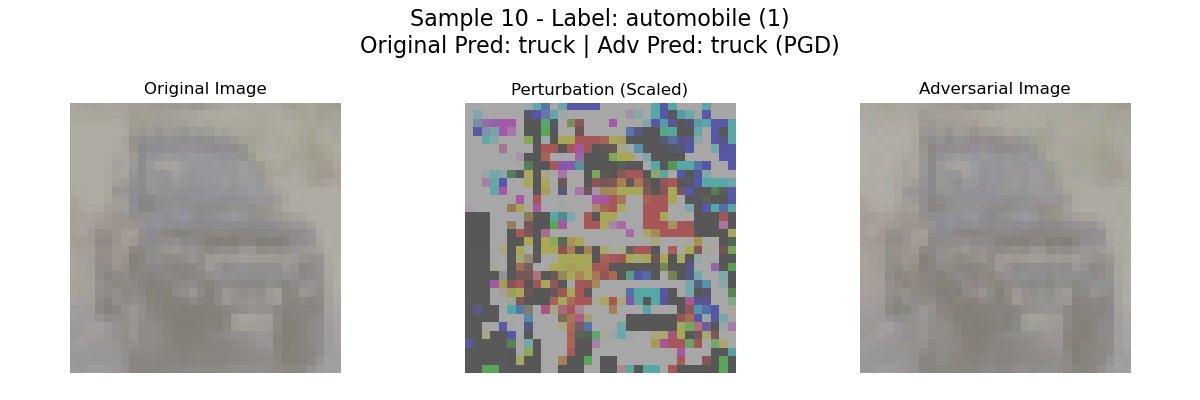 Sample 10 - Label: automobile (1)
Original Pred: truck | Adv Pred: truck (PGD)
Original Image
Perturbation (Scaled)
Adversarial Image